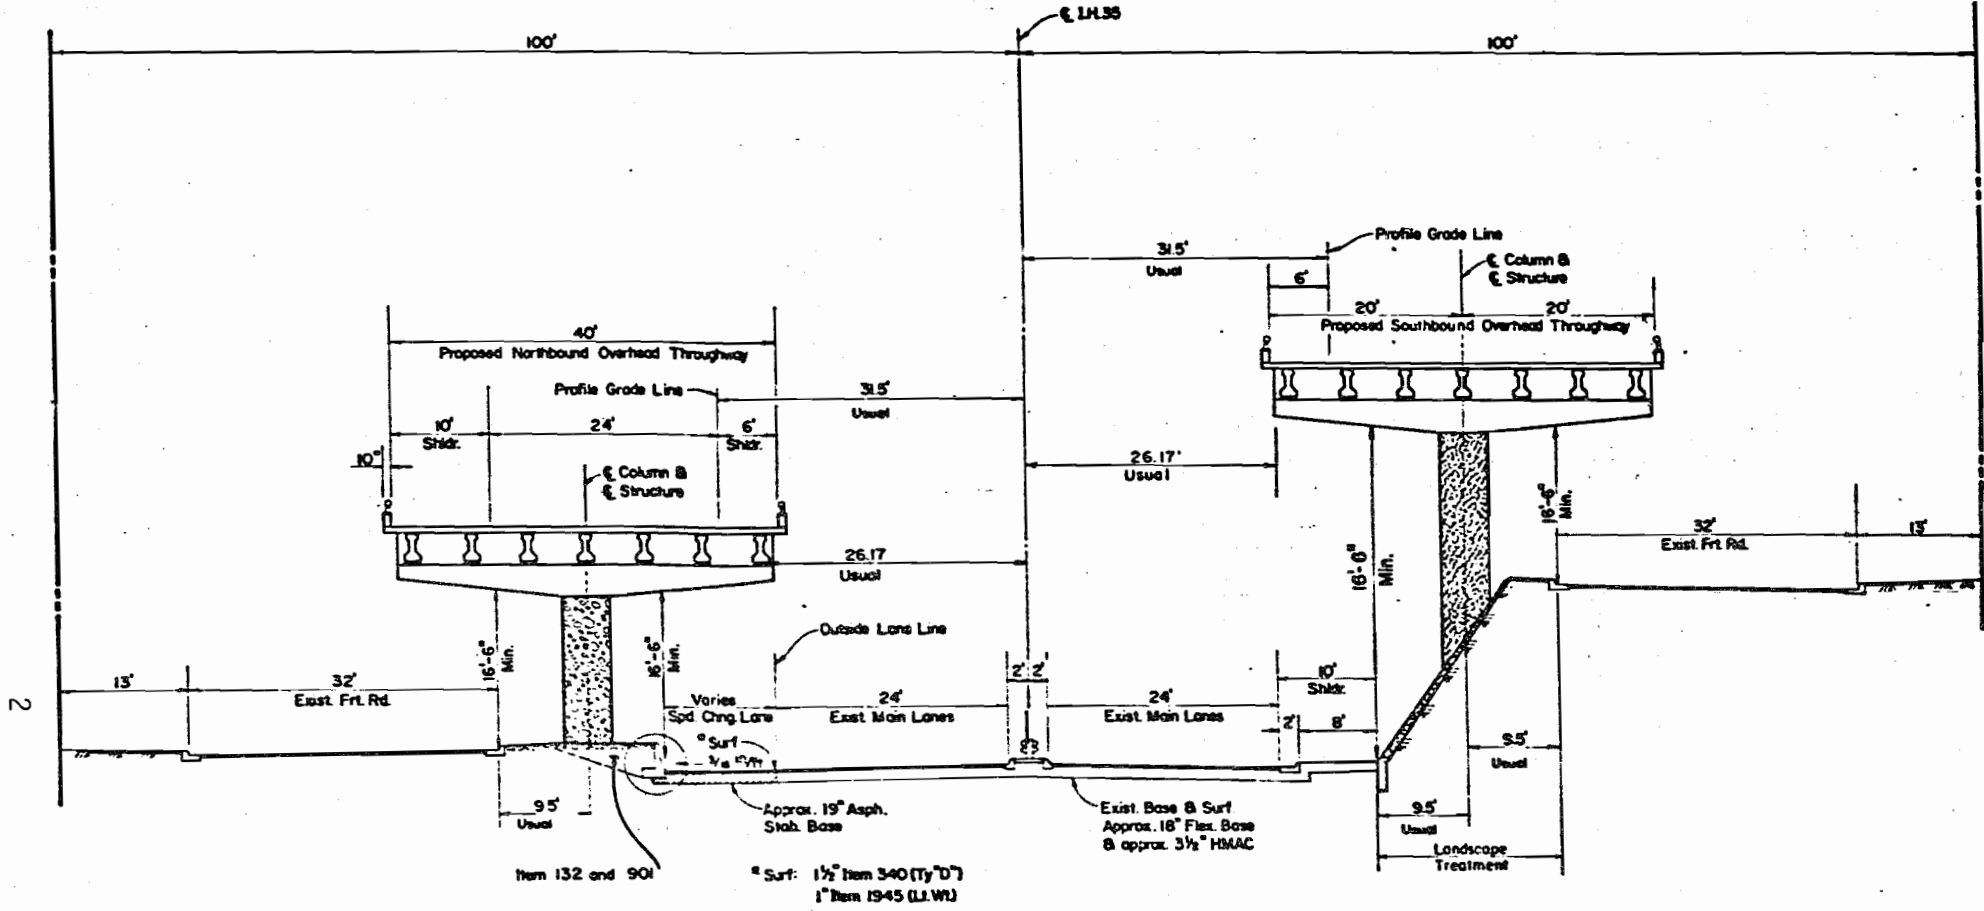 ℄ I.H.35
100'
100'
31.5'
Usual
Profile Grade Line
℄ Column &
℄ Structure
6'
20'
20'
Proposed Southbound Overhead Throughway
40'
Proposed Northbound Overhead Throughway
Profile Grade Line
31.5'
Usual
10'
Shldr.
24'
6'
Shldr.
10"
℄ Column &
℄ Structure
26.17'
Usual
26.17
Usual
16'-6"
Min.
16'-6"
Min.
32'
Exist. Frt. Rd.
13'
Outside Lane Line
16'-6"
Min.
16'-6"
Min.
13'
32'
Exist. Frt. Rd.
Varies
Spd. Chng. Lane
24'
Exist. Main Lanes
2'
2'
24'
Exist. Main Lanes
10'
Shldr.
2'
8'
" Surf
3/16 "/Ft
9.5'
Usual
9.5'
Usual
9.5'
Usual
Approx. 19" Asph.
Stab. Base
Exist. Base & Surf.
Approx. 18" Flex. Base
& approx. 3½" HMAC
Landscape
Treatment
Item 132 and 901
" Surf: 1½" Item 340 (Ty "D")
1" Item 1945 (Lt. Wt.)
2